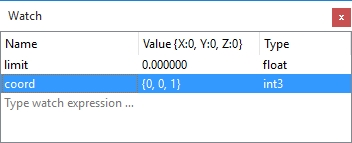 Watch
Name Value {X:0, Y:0, Z:0} Type
limit 0.000000 float
coord {0, 0, 1} int3
Type watch expression ...